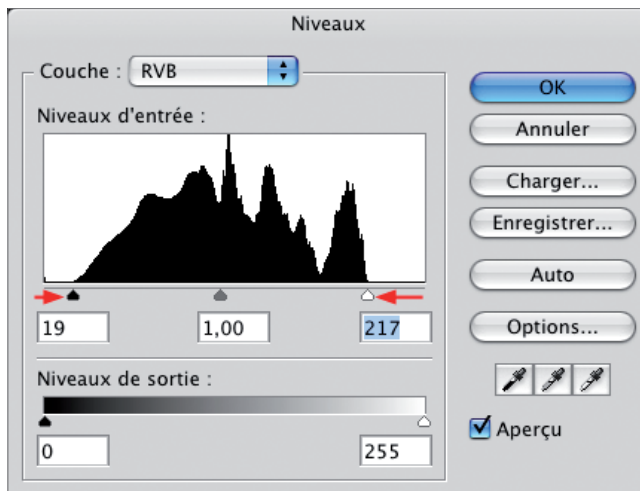 Niveaux
Couche : RVB
Niveaux d'entrée :
19 1,00 217
Niveaux de sortie :
0 255
OK
Annuler
Charger...
Enregistrer...
Auto
Options...
Aperçu